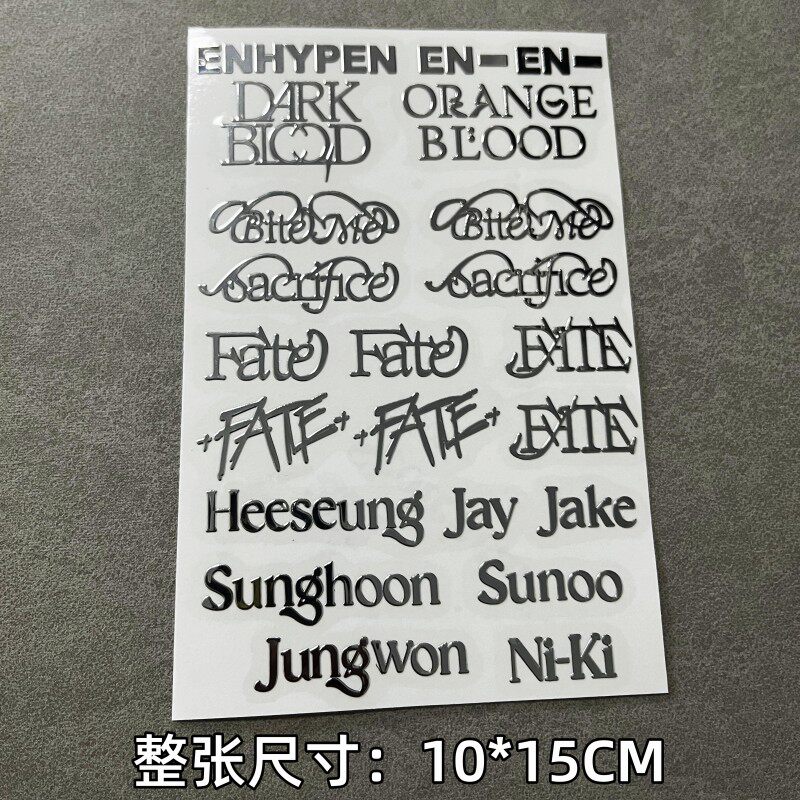 ENHYPEN EN- EN-
DARK ORANGE
BLOOD BLOOD
Bite Me Bite Me
Sacrifice Sacrifice
Fate Fate FATE
+FATE+ +FATE+ FATE
Heeseung Jay Jake
Sunghoon Sunoo
Jungwon Ni-Ki
整张尺寸：10*15CM